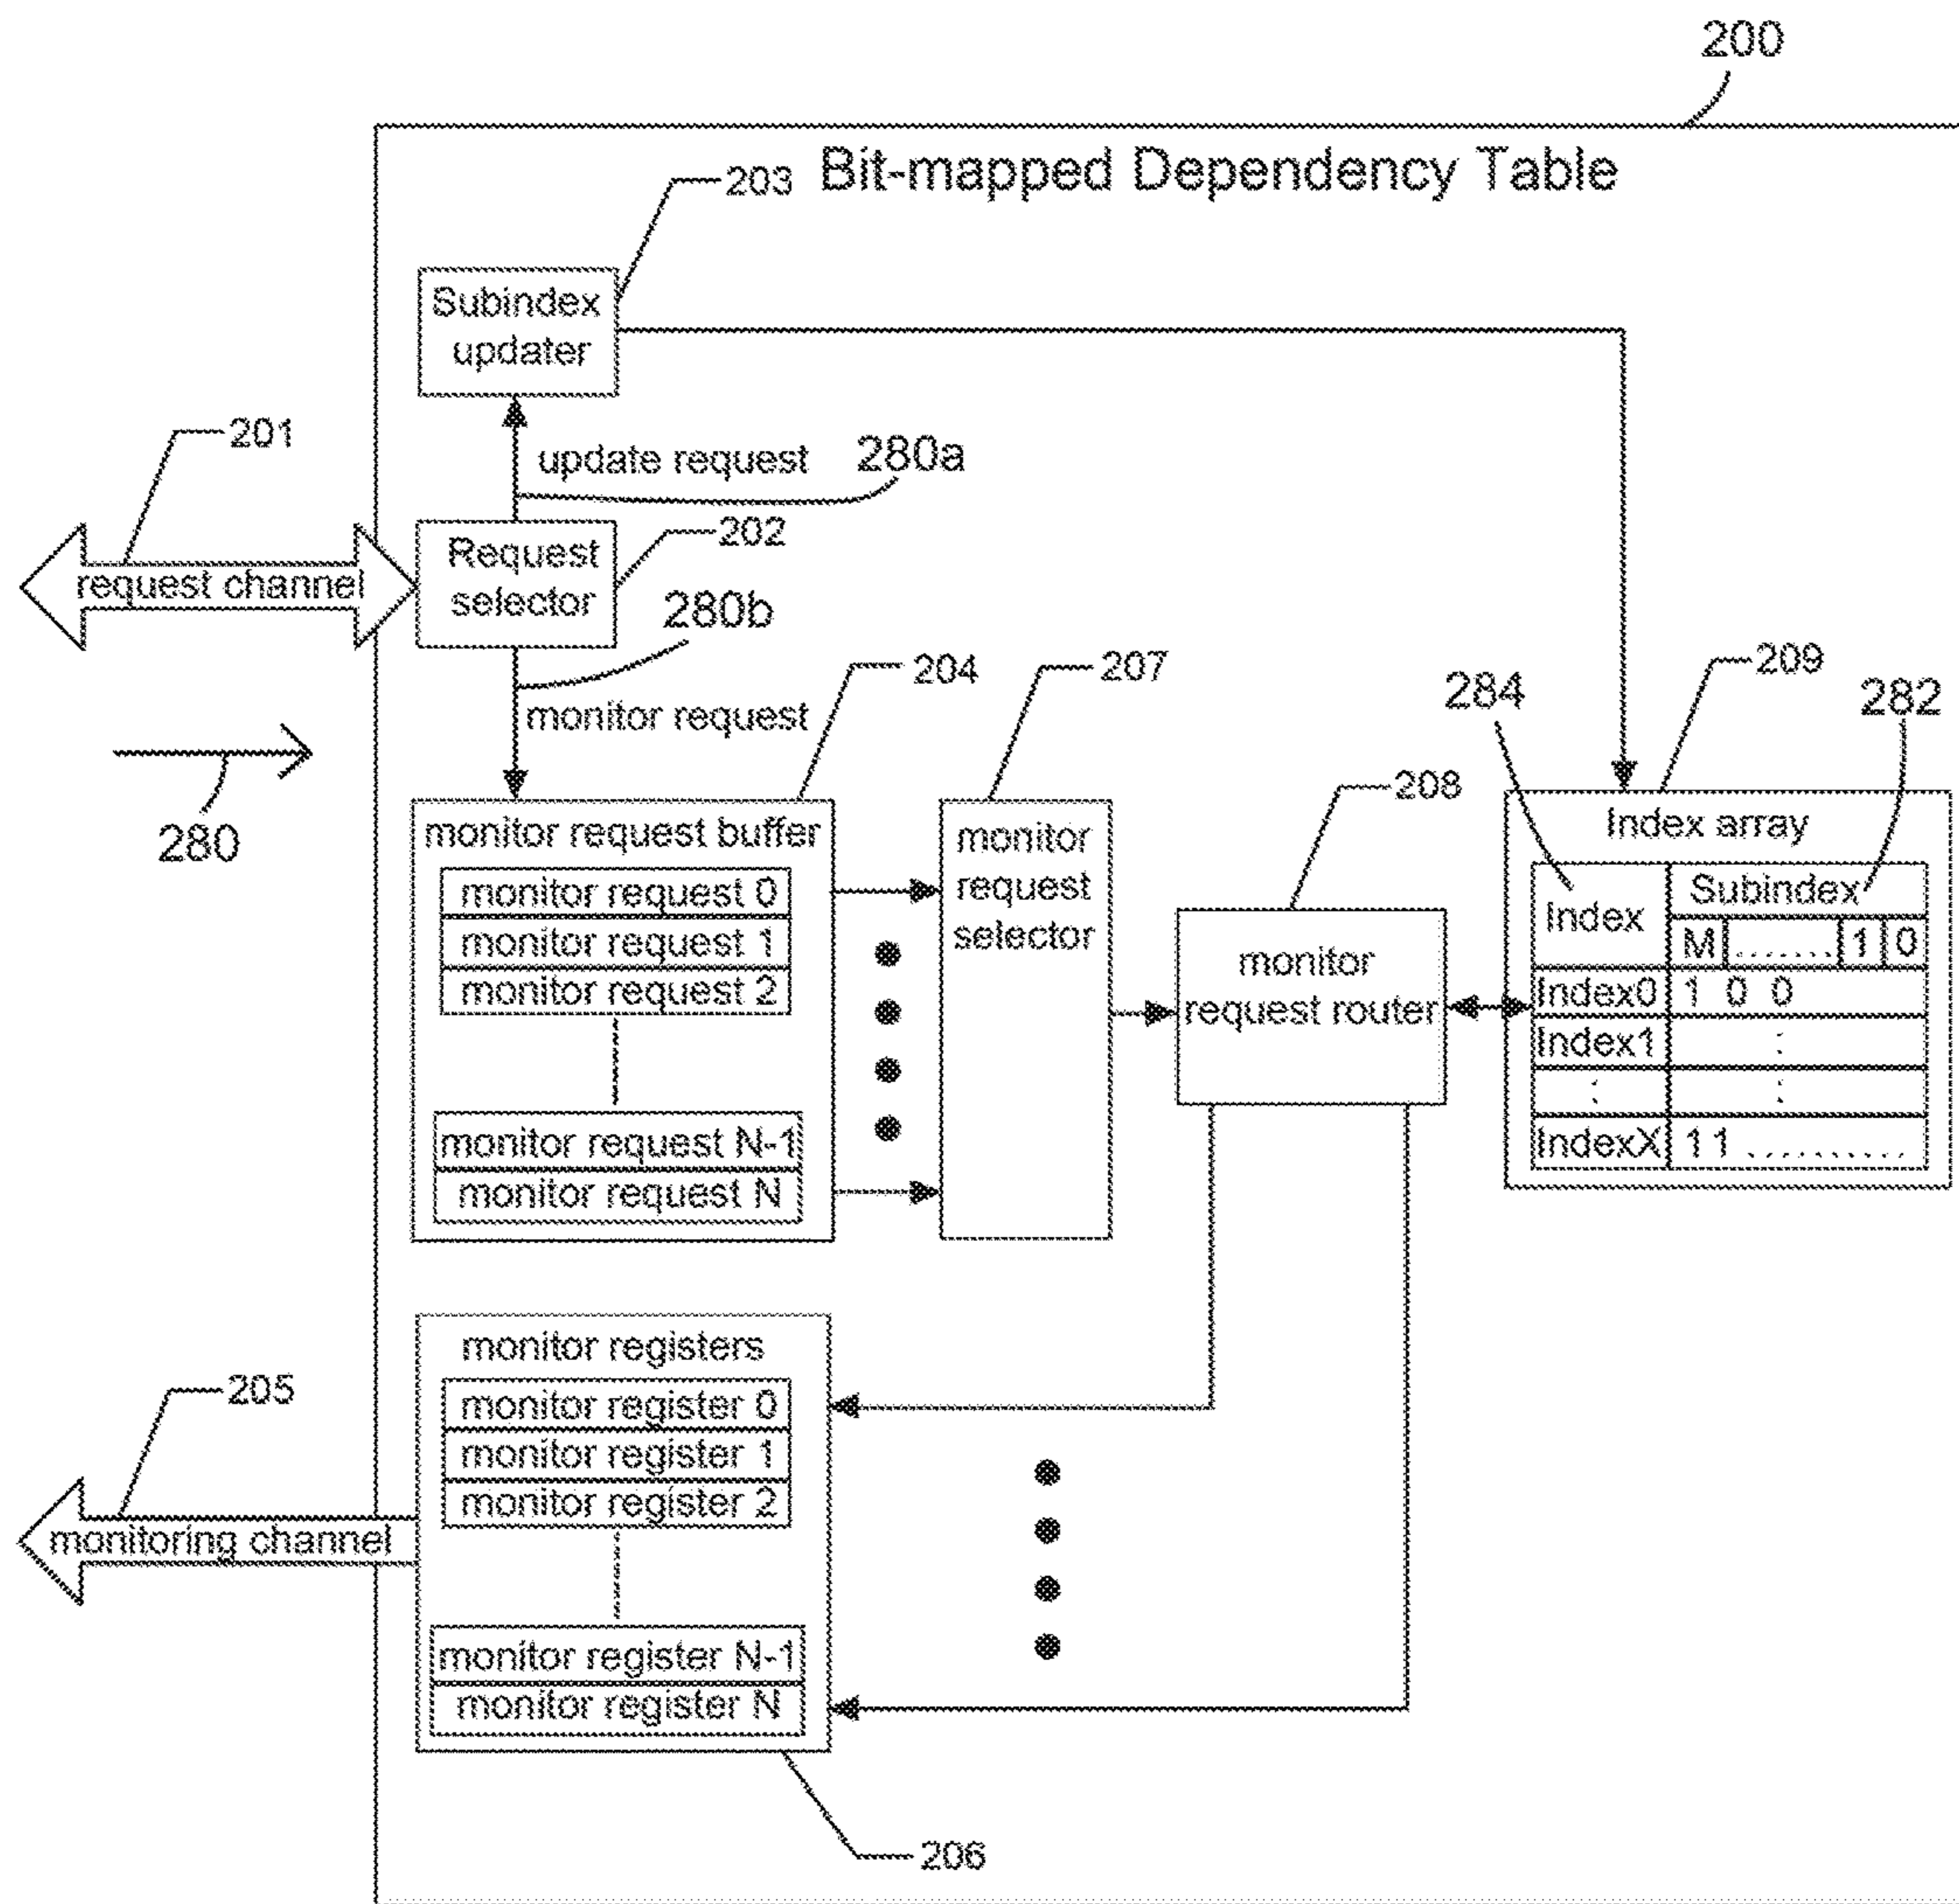 200
Bit-mapped Dependency Table
203
Subindex
updater
201
update request
280a
202
Request
selector
request channel
280b
204
207
209
284
282
monitor request
280
208
monitor request buffer
monitor request 0
monitor request 1
monitor request 2
monitor request N-1
monitor request N
monitor
request
selector
monitor
request router
Index array
Index
Subindex
M ...... 1 0
Index0 1 0 0
Index1 :
: :
IndexX 11 .........
monitor registers
monitor register 0
monitor register 1
monitor register 2
monitor register N-1
monitor register N
205
monitoring channel
206